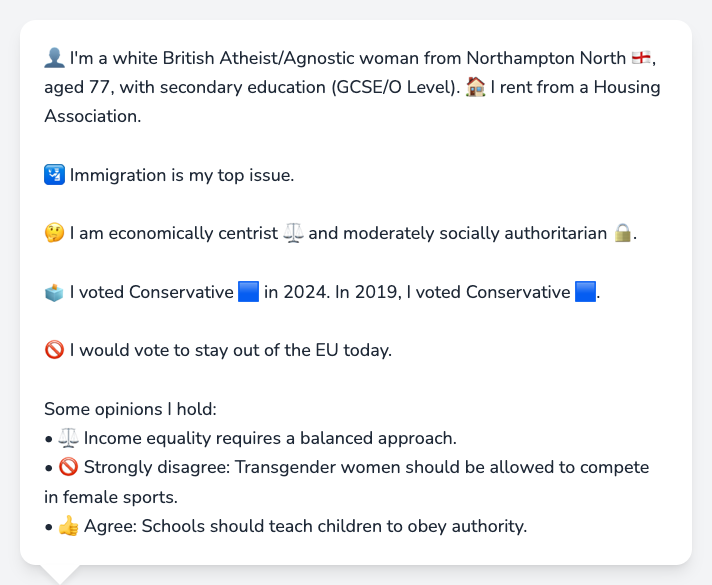 👤 I'm a white British Atheist/Agnostic woman from Northampton North 🏴󠁧󠁢󠁥󠁮󠁧󠁿,
aged 77, with secondary education (GCSE/O Level). 🏠 I rent from a Housing
Association.
🛂 Immigration is my top issue.
🤔 I am economically centrist ⚖️ and moderately socially authoritarian 🔒.
🗳️ I voted Conservative 🟦 in 2024. In 2019, I voted Conservative 🟦.
🚫 I would vote to stay out of the EU today.
Some opinions I hold:
• ⚖️ Income equality requires a balanced approach.
• 🚫 Strongly disagree: Transgender women should be allowed to compete
in female sports.
• 👍 Agree: Schools should teach children to obey authority.